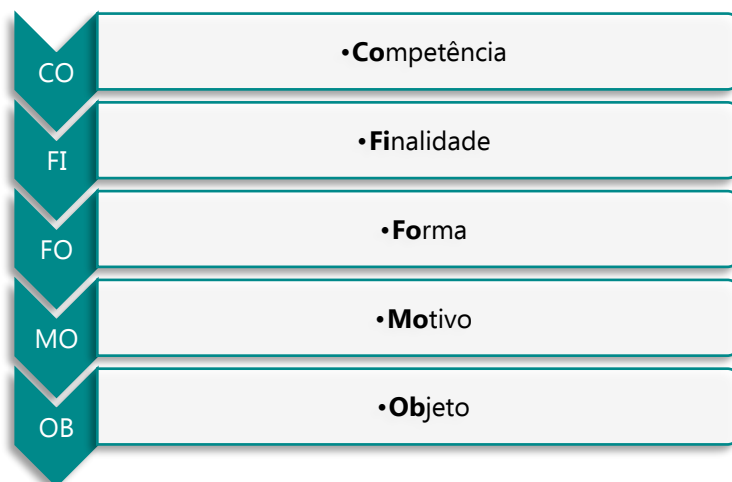 CO
•Competência
FI
•Finalidade
FO
•Forma
MO
•Motivo
OB
•Objeto